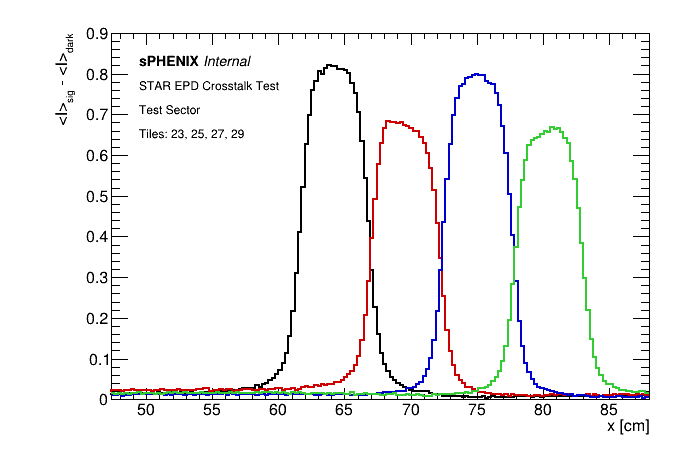 <I>sig - <I>dark
0.9
0.8
0.7
0.6
0.5
0.4
0.3
0.2
0.1
0
sPHENIX Internal
STAR EPD Crosstalk Test
Test Sector
Tiles: 23, 25, 27, 29
50 55 60 65 70 75 80 85
x [cm]